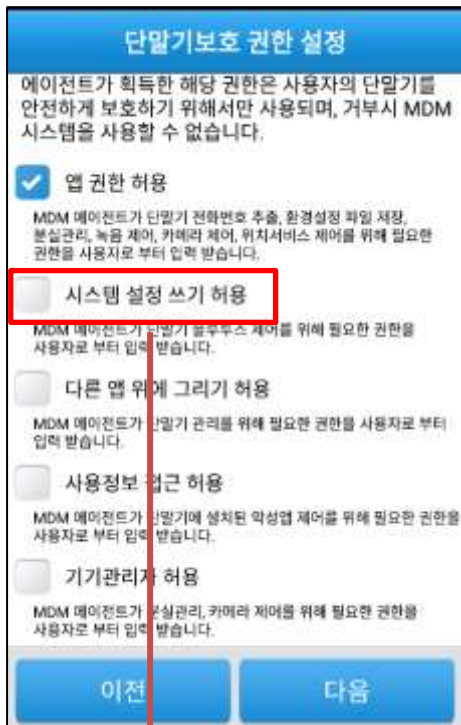 단말기보호 권한 설정
에이전트가 획득한 해당 권한은 사용자의 단말기를
안전하게 보호하기 위해서만 사용되며, 거부시 MDM
시스템을 사용할 수 없습니다.
앱 권한 허용
MDM 에이전트가 단말기 전화번호 추출, 환경설정 파일 저장,
분실관리, 녹음 제어, 카메라 제어, 위치서비스 제어를 위해 필요한
권한을 사용자로 부터 입력 받습니다.
시스템 설정 쓰기 허용
MDM 에이전트가 단말기 블루투스 제어를 위해 필요한 권한을
사용자로 부터 입력 받습니다.
다른 앱 위에 그리기 허용
MDM 에이전트가 단말기 관리를 위해 필요한 권한을 사용자로 부터
입력 받습니다.
사용정보 접근 허용
MDM 에이전트가 단말기에 설치된 악성앱 제어를 위해 필요한 권한을
사용자로 부터 입력 받습니다.
기기관리자 허용
MDM 에이전트가 분실관리, 카메라 제어를 위해 필요한 권한을
사용자로 부터 입력 받습니다.
이전
다음